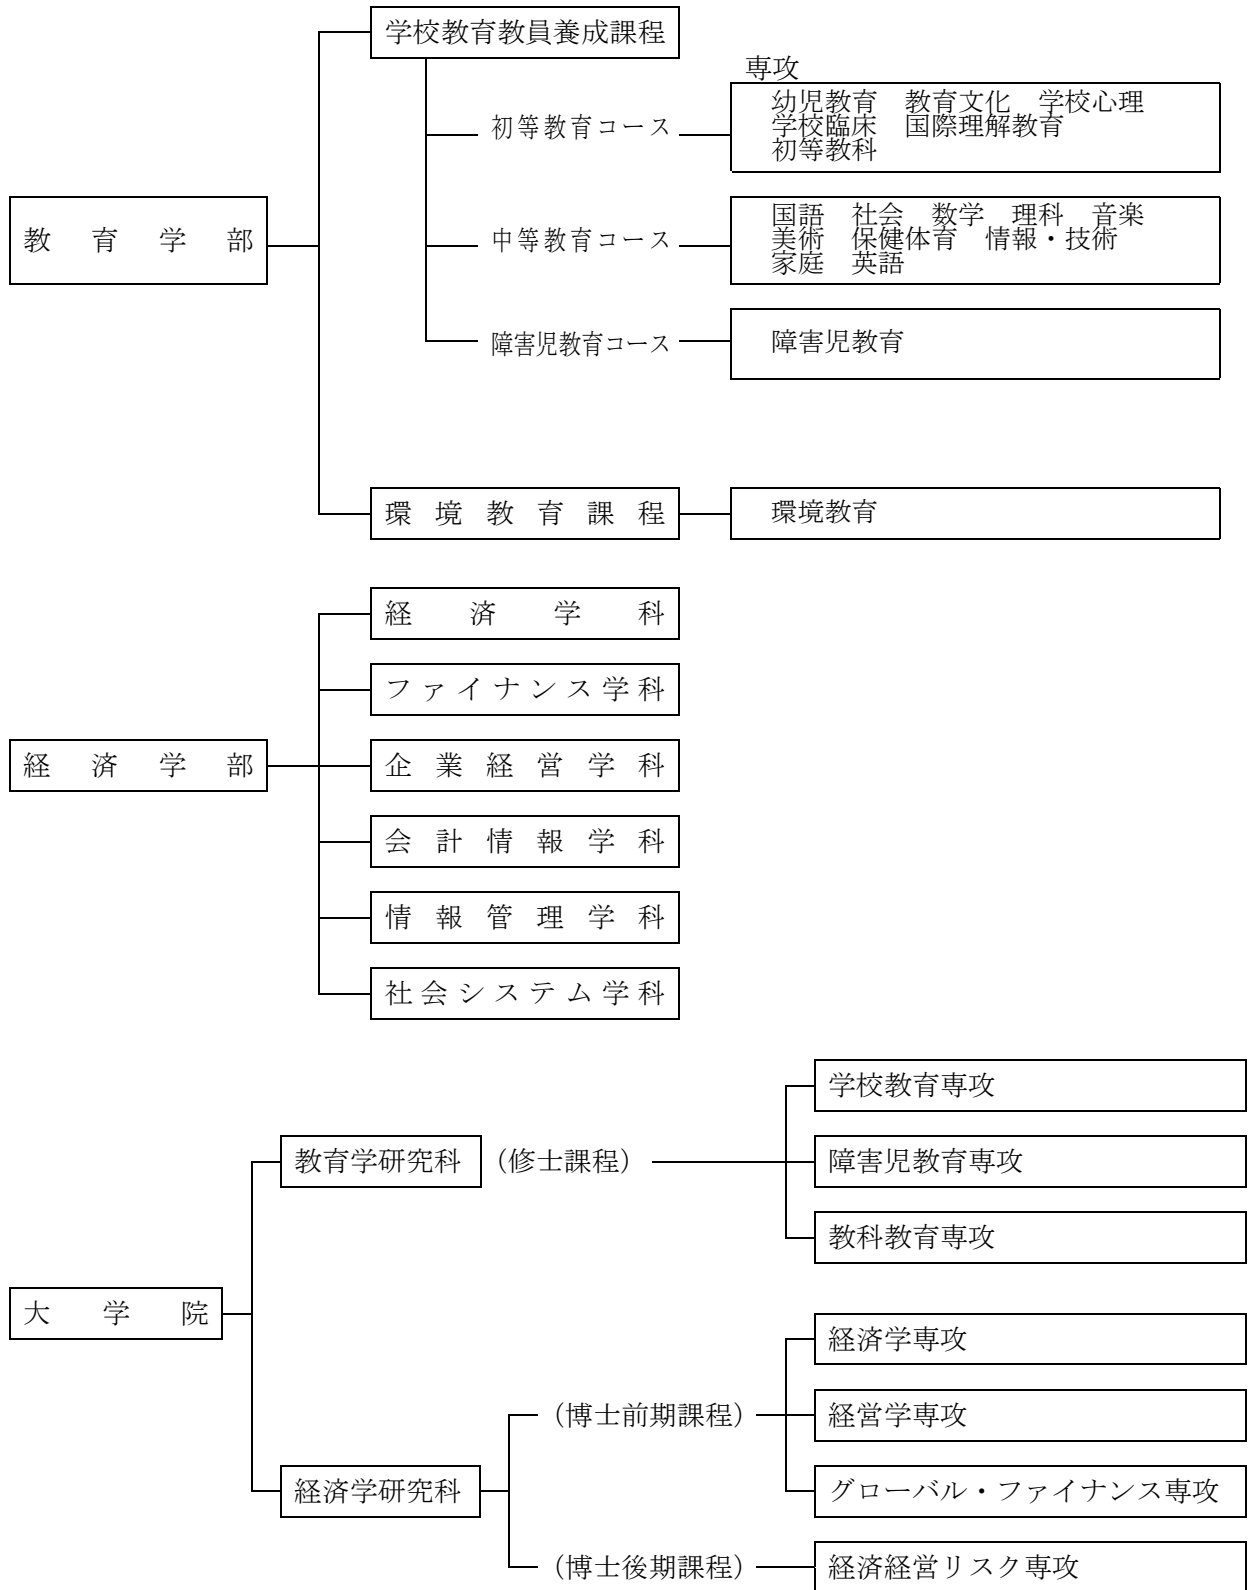 学校教育教員養成課程
専攻
幼児教育　教育文化　学校心理
初等教育コース
学校臨床　国際理解教育
初等教科
教育学部
国語　社会　数学　理科　音楽
中等教育コース
美術　保健体育　情報・技術
家庭　英語
障害児教育コース
障害児教育
環境教育課程
環境教育
経済学科
ファイナンス学科
経済学部
企業経営学科
会計情報学科
情報管理学科
社会システム学科
学校教育専攻
教育学研究科（修士課程）
障害児教育専攻
教科教育専攻
大学院
経済学専攻
（博士前期課程）
経営学専攻
経済学研究科
グローバル・ファイナンス専攻
（博士後期課程）
経済経営リスク専攻